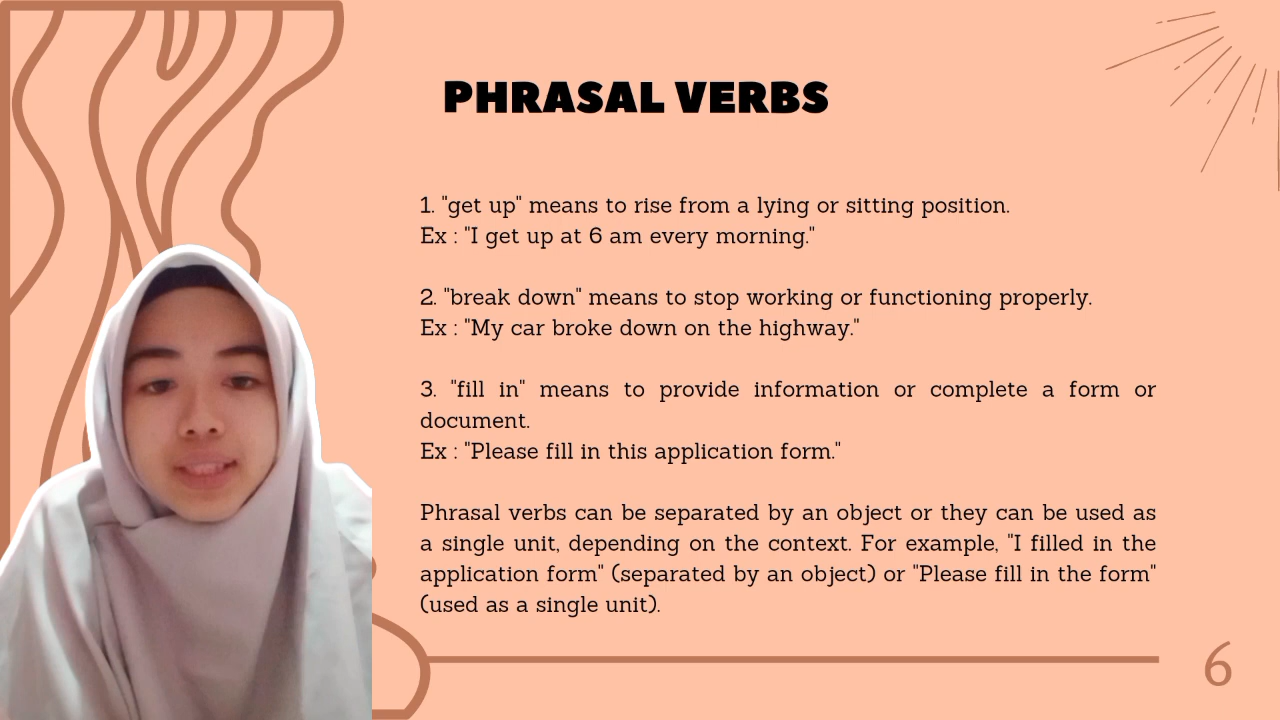 PHRASAL VERBS
1. "get up" means to rise from a lying or sitting position.
Ex : "I get up at 6 am every morning."
2. "break down" means to stop working or functioning properly.
Ex : "My car broke down on the highway."
3. "fill in" means to provide information or complete a form or
document.
Ex : "Please fill in this application form."
Phrasal verbs can be separated by an object or they can be used as
a single unit, depending on the context. For example, "I filled in the
application form" (separated by an object) or "Please fill in the form"
(used as a single unit).
6